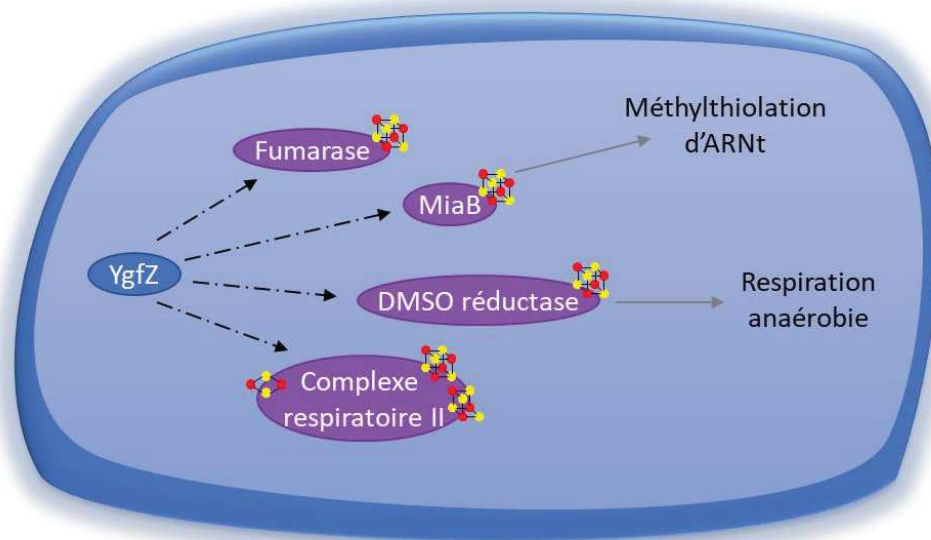 Méthylthiolation
d'ARNt
Fumarase
MiaB
YgfZ
DMSO réductase
Respiration
anaérobie
Complexe
respiratoire II